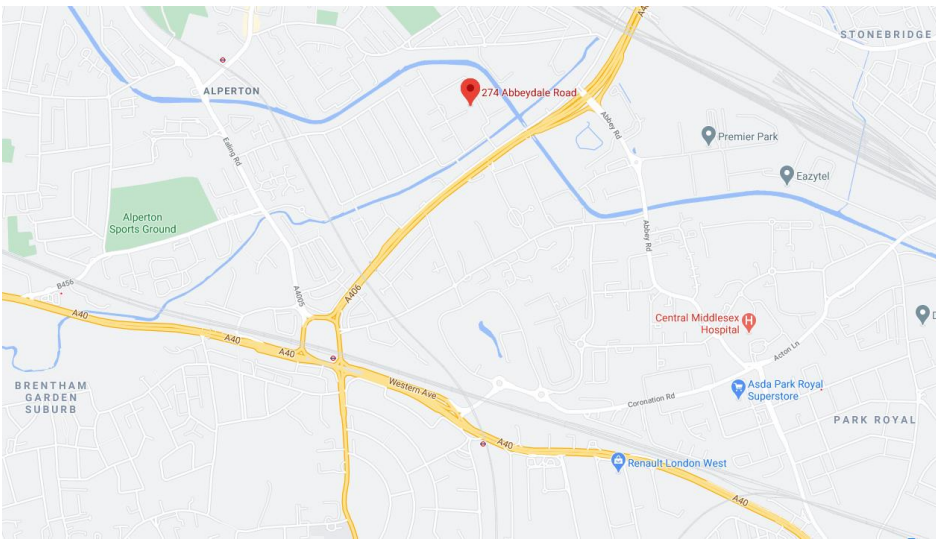 A40
STONEBRIDGE
ALPERTON
274 Abbeydale Road
Abbey Rd
Premier Park
Ealing Rd
Eazytel
Alperton
Sports Ground
Abbey Rd
B456
A4005
A406
A40
A40
A40
Central Middlesex
Hospital
D
Acton Ln
Western Ave
BRENTHAM
GARDEN
SUBURB
Asda Park Royal
Superstore
Coronation Rd
PARK ROYAL
A40
Renault London West
A40